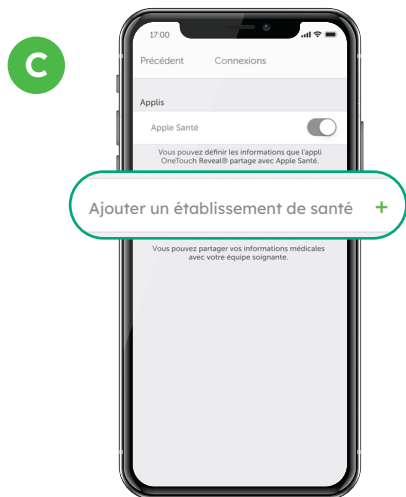 C
17:00
Précédent Connexions
Applis
Apple Santé
Vous pouvez définir les informations que l'appli
OneTouch Reveal® partage avec Apple Santé.
Ajouter un établissement de santé +
Vous pouvez partager vos informations médicales
avec votre équipe soignante.